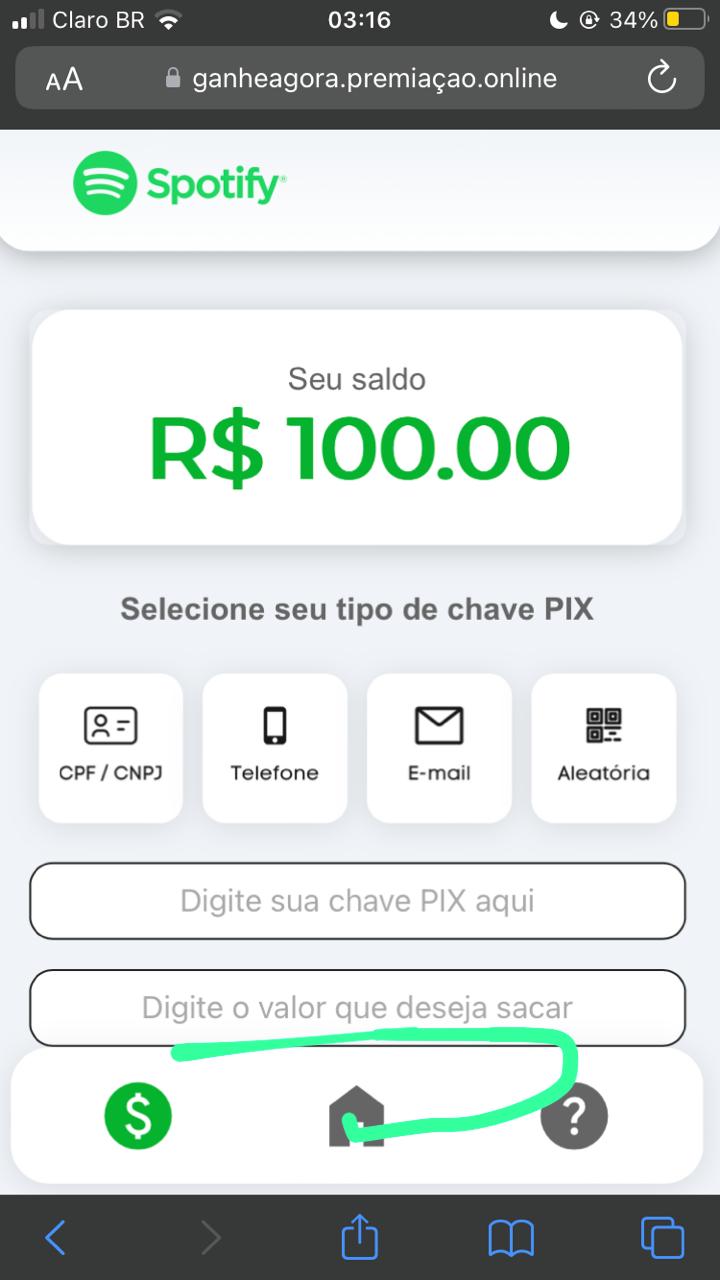 Claro BR 03:16 34%
AA ganheagora.premiaçao.online
Spotify®
Seu saldo
R$ 100.00
Selecione seu tipo de chave PIX
CPF / CNPJ Telefone E-mail Aleatória
Digite sua chave PIX aqui
Digite o valor que deseja sacar
$ ?